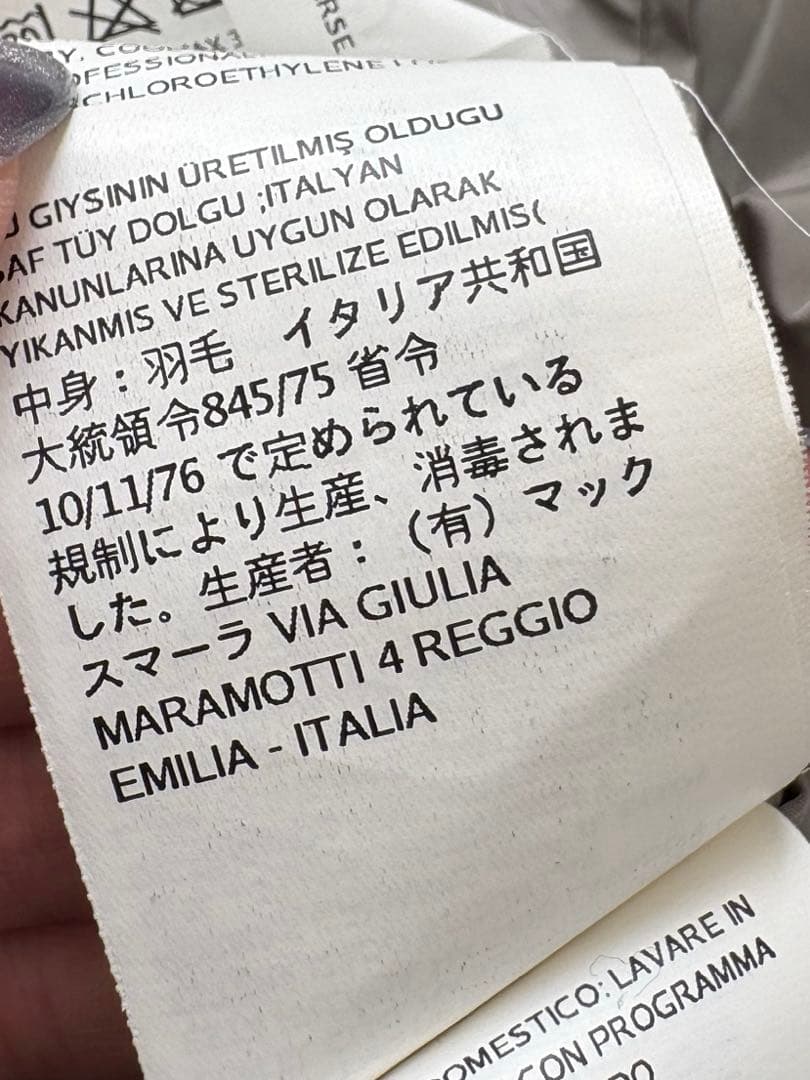 ERSE
GIYSININ ÜRETILMIŞ OLDUGU
TÜY DOLGU ;ITALYAN
KANUNLARINA UYGUN OLARAK
YIKANMIS VE STERILIZE EDILMIS(
中身：羽毛　イタリア共和国
大統領令845/75 省令
10/11/76 で定められている
規制により生産、消毒されま
した。生産者：（有）マック
スマーラ VIA GIULIA
MARAMOTTI 4 REGGIO
EMILIA - ITALIA
DOMESTICO: LAVARE IN
CON PROGRAMMA